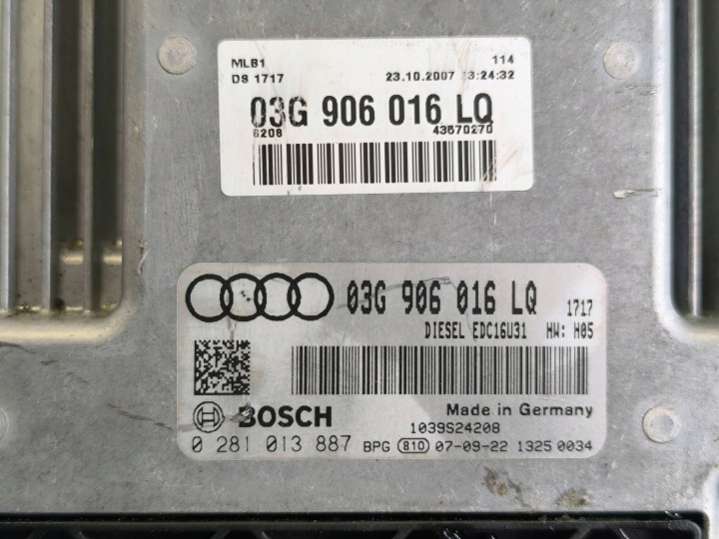 MLB1 114
DS 1717 23.10.2007 13:24:32
03G 906 016 LQ
6208 43570270
03G 906 016 LQ 1717
DIESEL EDC16U31 HW: H05
BOSCH Made in Germany
1039S24208
0 281 013 887 BPG 810 07-09-22 1325 0034